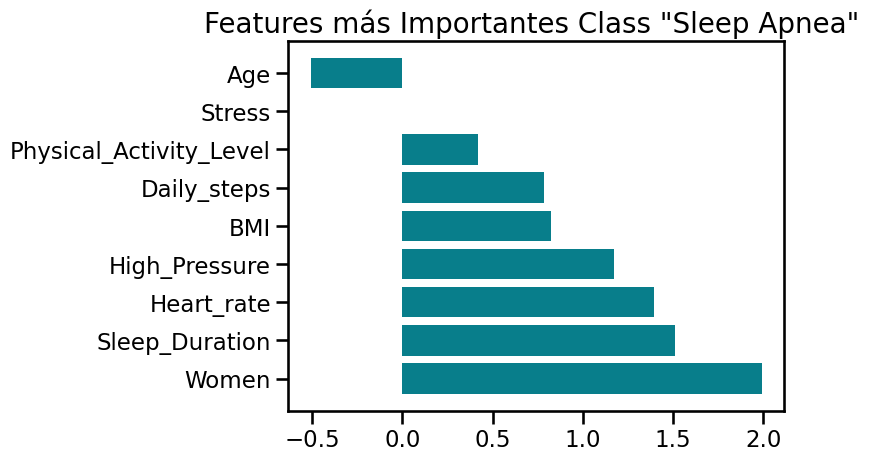 Features más Importantes Class "Sleep Apnea"
Age
Stress
Physical_Activity_Level
Daily_steps
BMI
High_Pressure
Heart_rate
Sleep_Duration
Women
−0.5 0.0 0.5 1.0 1.5 2.0